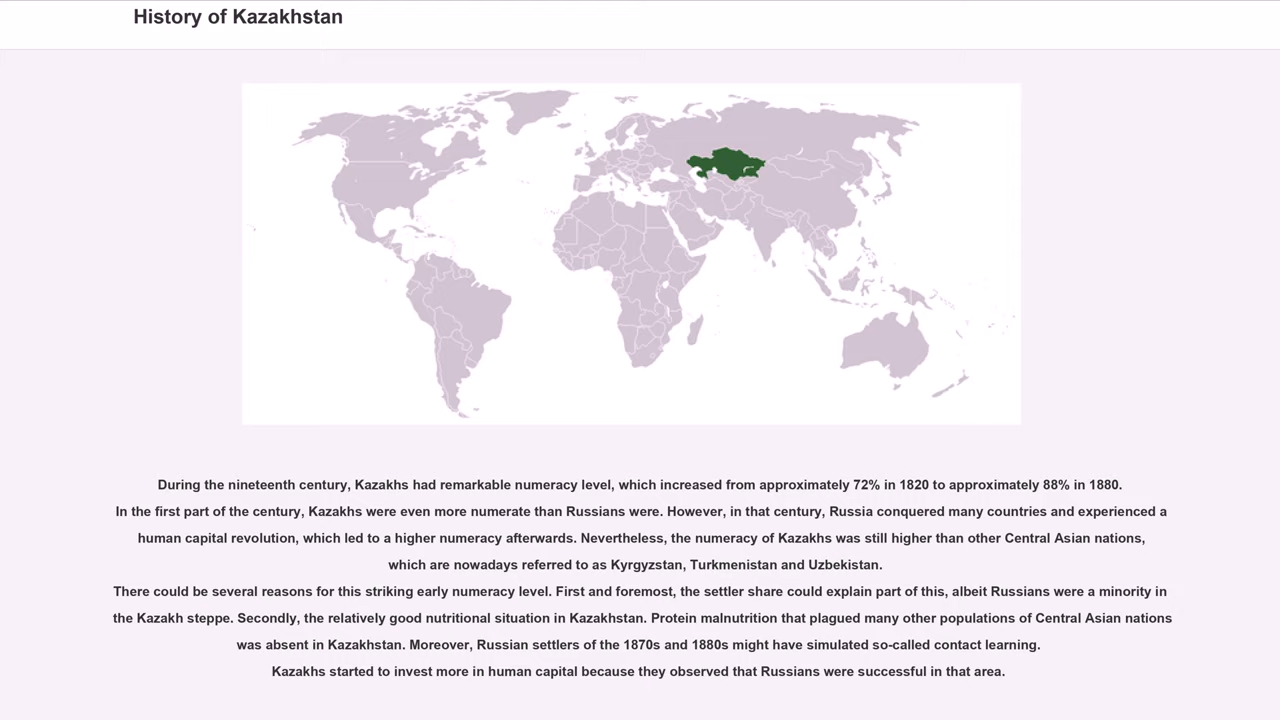 History of Kazakhstan
During the nineteenth century, Kazakhs had remarkable numeracy level, which increased from approximately 72% in 1820 to approximately 88% in 1880.
In the first part of the century, Kazakhs were even more numerate than Russians were. However, in that century, Russia conquered many countries and experienced a
human capital revolution, which led to a higher numeracy afterwards. Nevertheless, the numeracy of Kazakhs was still higher than other Central Asian nations,
which are nowadays referred to as Kyrgyzstan, Turkmenistan and Uzbekistan.
There could be several reasons for this striking early numeracy level. First and foremost, the settler share could explain part of this, albeit Russians were a minority in
the Kazakh steppe. Secondly, the relatively good nutritional situation in Kazakhstan. Protein malnutrition that plagued many other populations of Central Asian nations
was absent in Kazakhstan. Moreover, Russian settlers of the 1870s and 1880s might have simulated so-called contact learning.
Kazakhs started to invest more in human capital because they observed that Russians were successful in that area.